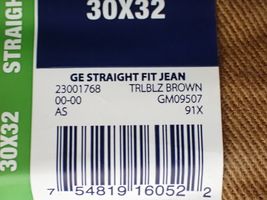 30X32
STRAIGHT
30X32
GE STRAIGHT FIT JEAN
23001768 TRLBLZ BROWN
00-00 GM09507
AS 91X
7 54819 16052 2